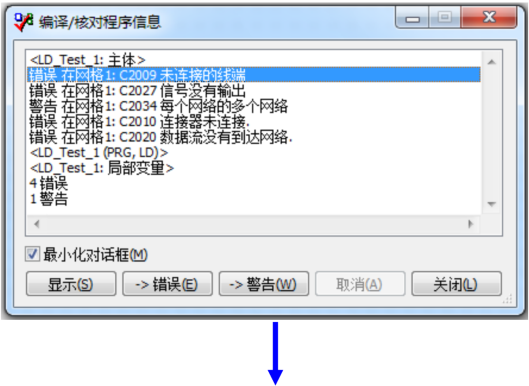 编译/核对程序信息
<LD_Test_1: 主体>
错误 在网格1: C2009 未连接的线端
错误 在网格1: C2027 信号没有输出
警告 在网格1: C2034 每个网络的多个网络
错误 在网格1: C2010 连接器未连接.
错误 在网格1: C2020 数据流没有到达网络.
<LD_Test_1 (PRG, LD)>
<LD_Test_1: 局部变量>
4 错误
1 警告
最小化对话框(M)
显示(S) -> 错误(E) -> 警告(W) 取消(A) 关闭(L)